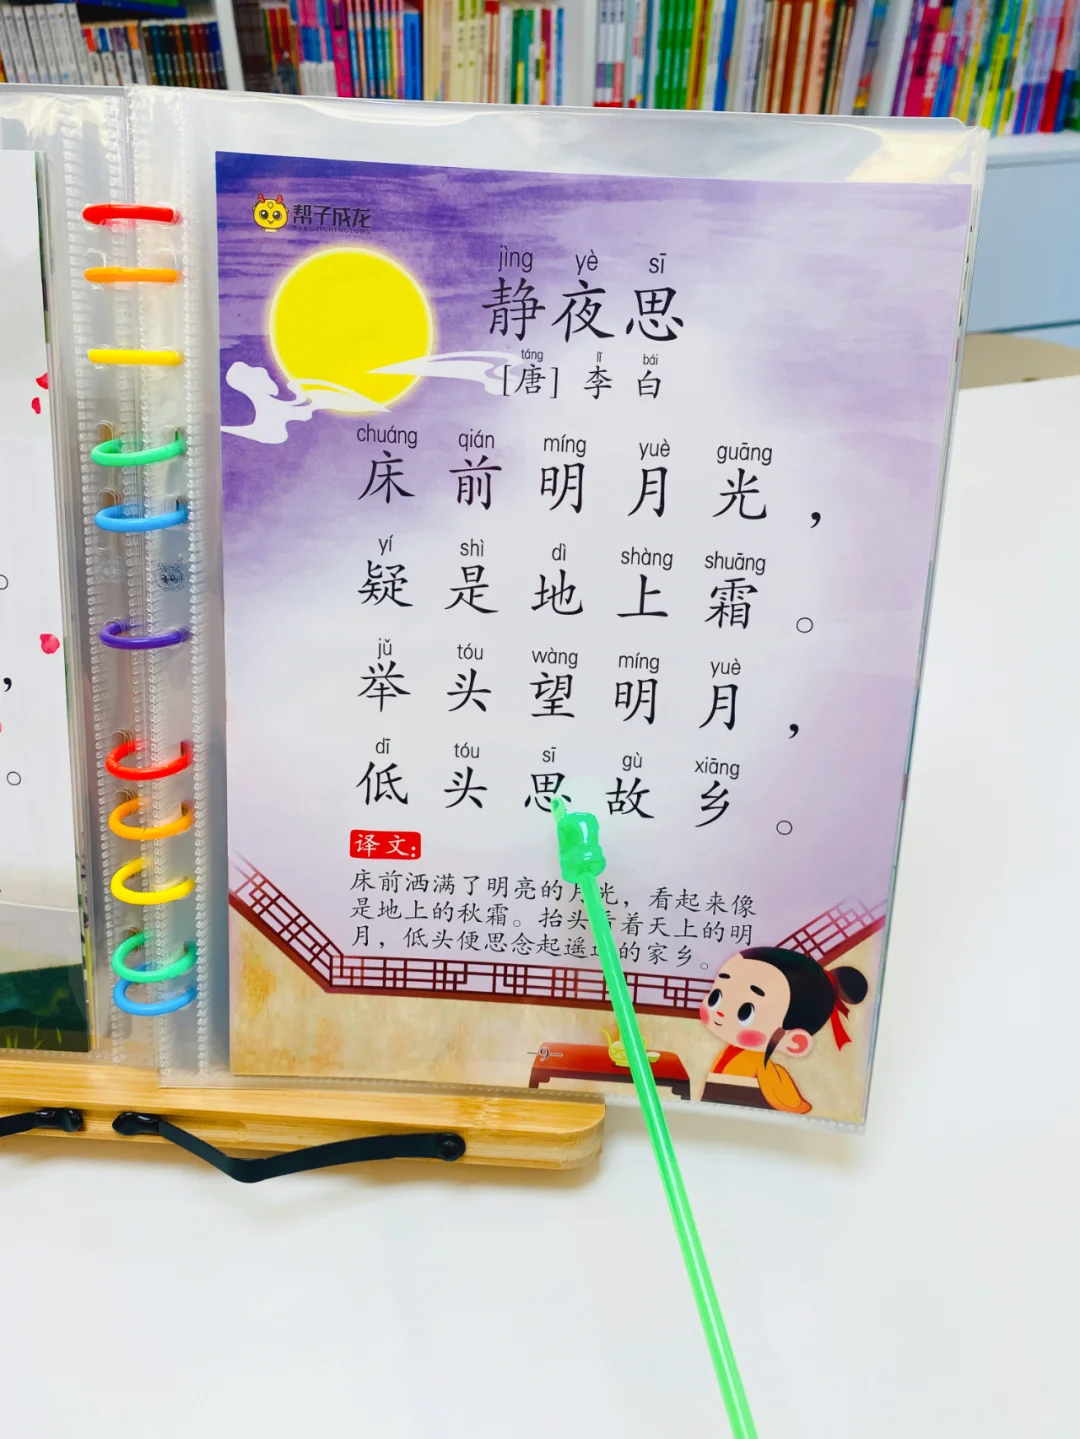 帮子成龙
jìng yè sī
静夜思
táng lǐ bái
[唐] 李 白
chuáng qián míng yuè guāng
床 前 明 月 光 ，
yí shì dì shàng shuāng
疑 是 地 上 霜 。
jǔ tóu wàng míng yuè
举 头 望 明 月 ，
dī tóu sī gù xiāng
低 头 思 故 乡 。
译文：
床前洒满了明亮的月光，看起来像
是地上的秋霜。抬头看着天上的明
月，低头便思念起遥远的家乡。
-9-